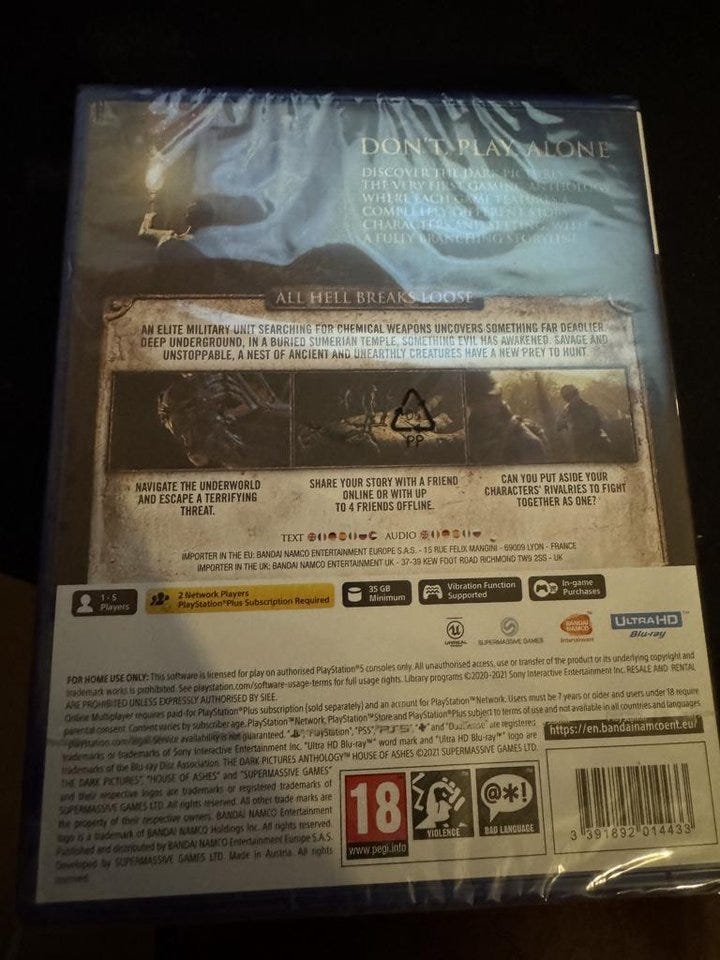 DON'T PLAY ALONE
DISCOVER THE DARK PICTURES
THE VERY FIRST GAMING ANTHOLOGY
WHERE EACH GAME FEATURES A
COMPLETELY DIFFERENT STORY,
CHARACTERS AND SETTING, WITH
A FULLY BRANCHING STORYLINE
ALL HELL BREAKS LOOSE
AN ELITE MILITARY UNIT SEARCHING FOR CHEMICAL WEAPONS UNCOVERS SOMETHING FAR DEADLIER.
DEEP UNDERGROUND, IN A BURIED SUMERIAN TEMPLE, SOMETHING EVIL HAS AWAKENED. SAVAGE AND
UNSTOPPABLE, A NEST OF ANCIENT AND UNEARTHLY CREATURES HAVE A NEW PREY TO HUNT.
05
PP
NAVIGATE THE UNDERWORLD
AND ESCAPE A TERRIFYING
THREAT.
SHARE YOUR STORY WITH A FRIEND
ONLINE OR WITH UP
TO 4 FRIENDS OFFLINE.
CAN YOU PUT ASIDE YOUR
CHARACTERS' RIVALRIES TO FIGHT
TOGETHER AS ONE?
TEXT AUDIO
IMPORTER IN THE EU: BANDAI NAMCO ENTERTAINMENT EUROPE S.A.S. - 15 RUE FELIX MANGINI - 69009 LYON - FRANCE
IMPORTER IN THE UK: BANDAI NAMCO ENTERTAINMENT UK - 37-39 KEW FOOT ROAD RICHMOND TW9 2SS - UK
1 - 5
Players
2 Network Players
PlayStation®Plus Subscription Required
35 GB
Minimum
Vibration Function
Supported
In-game
Purchases
UNREAL
SUPERMASSIVE GAMES
BANDAI
NAMCO
Entertainment
ULTRA HD
Blu-ray™
FOR HOME USE ONLY: This software is licensed for play on authorised PlayStation®5 consoles only. All unauthorised access, use or transfer of the product or its underlying copyright and
trademark works is prohibited. See playstation.com/software-usage-terms for full usage rights. Library programs ©2020-2021 Sony Interactive Entertainment Inc. RESALE AND RENTAL
ARE PROHIBITED UNLESS EXPRESSLY AUTHORISED BY SIEE.
Online Multiplayer requires paid-for PlayStation®Plus subscription (sold separately) and an account for PlayStation™Network. Users must be 7 years or older and users under 18 require
parental consent. Content varies by subscriber age. PlayStation™Network, PlayStation™Store and PlayStation®Plus subject to terms of use and not available in all countries and languages
playstation.com/legal Service availability is not guaranteed. "PlayStation", "PS5", "PS5" and "DualSense" are registered
trademarks or trademarks of Sony Interactive Entertainment Inc. "Ultra HD Blu-ray™" word mark and "Ultra HD Blu-ray™" logo are
trademarks of the Blu-ray Disc Association. THE DARK PICTURES ANTHOLOGY™ HOUSE OF ASHES ©2021 SUPERMASSIVE GAMES LTD.
"THE DARK PICTURES", "HOUSE OF ASHES" and "SUPERMASSIVE GAMES"
and their respective logos are trademarks or registered trademarks of
SUPERMASSIVE GAMES LTD. All rights reserved. All other trade marks are
the property of their respective owners. BANDAI NAMCO Entertainment
logo is a trademark of BANDAI NAMCO Holdings Inc. All rights reserved.
Published and distributed by BANDAI NAMCO Entertainment Europe S.A.S.
Developed by SUPERMASSIVE GAMES LTD. Made in Austria. All rights
reserved.
https://en.bandainamcoent.eu/
18
www.pegi.info
VIOLENCE
@*!
BAD LANGUAGE
3 391892 014433